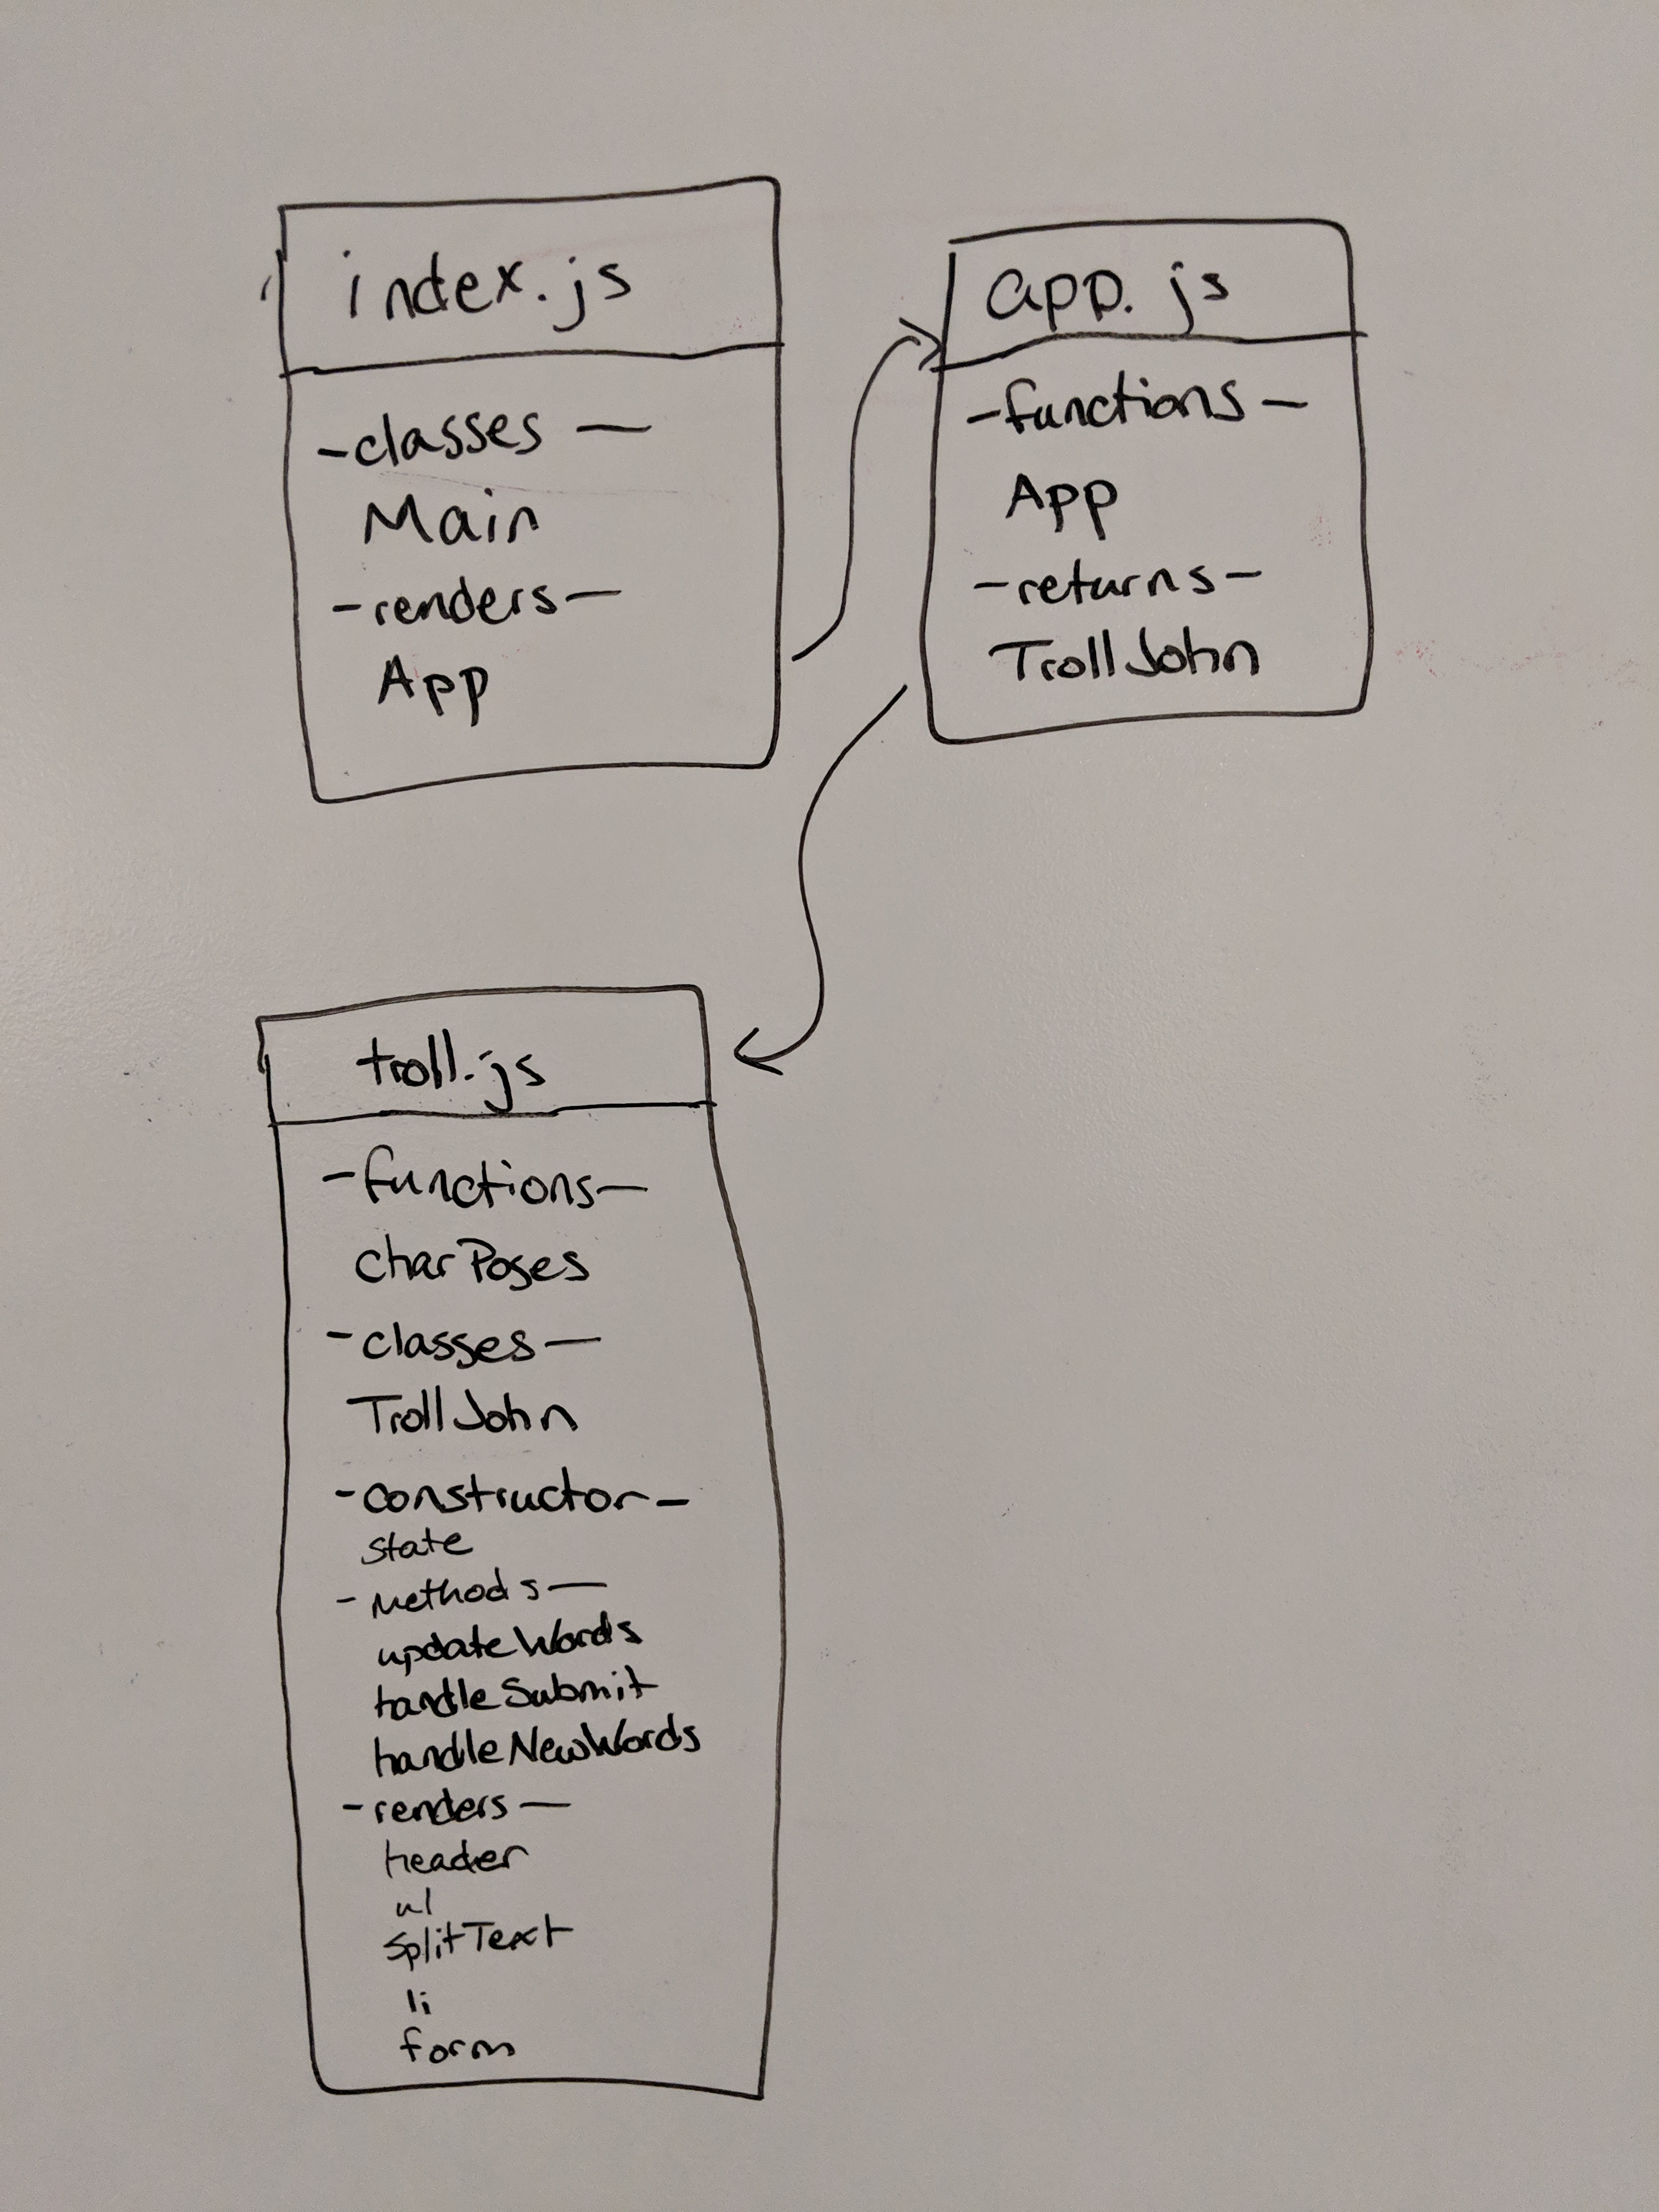 index.js
-classes-
Main
-renders-
App
app.js
-functions-
App
-returns-
TrollJohn
troll.js
-functions-
charPoses
-classes-
TrollJohn
-constructor-
state
-methods-
updateWords
handleSubmit
handleNewWords
-renders-
header
ul
splitText
li
form